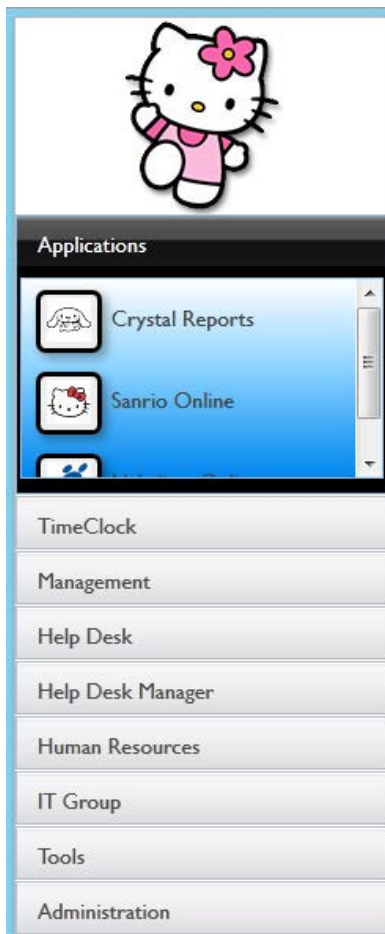 Applications
Crystal Reports
Sanrio Online
TimeClock
Management
Help Desk
Help Desk Manager
Human Resources
IT Group
Tools
Administration